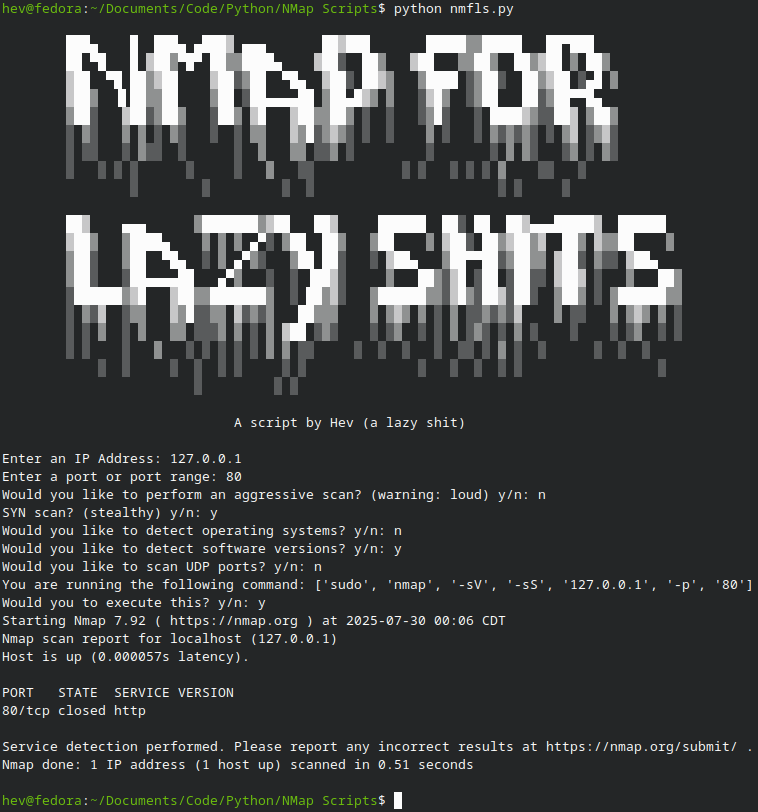 hev@fedora:~/Documents/Code/Python/NMap Scripts$ python nmfls.py
NMAP FOR
LAZY SHITS
A script by Hev (a lazy shit)
Enter an IP Address: 127.0.0.1
Enter a port or port range: 80
Would you like to perform an aggressive scan? (warning: loud) y/n: n
SYN scan? (stealthy) y/n: y
Would you like to detect operating systems? y/n: n
Would you like to detect software versions? y/n: y
Would you like to scan UDP ports? y/n: n
You are running the following command: ['sudo', 'nmap', '-sV', '-sS', '127.0.0.1', '-p', '80']
Would you to execute this? y/n: y
Starting Nmap 7.92 ( https://nmap.org ) at 2025-07-30 00:06 CDT
Nmap scan report for localhost (127.0.0.1)
Host is up (0.000057s latency).
PORT   STATE  SERVICE VERSION
80/tcp closed http
Service detection performed. Please report any incorrect results at https://nmap.org/submit/ .
Nmap done: 1 IP address (1 host up) scanned in 0.51 seconds
hev@fedora:~/Documents/Code/Python/NMap Scripts$